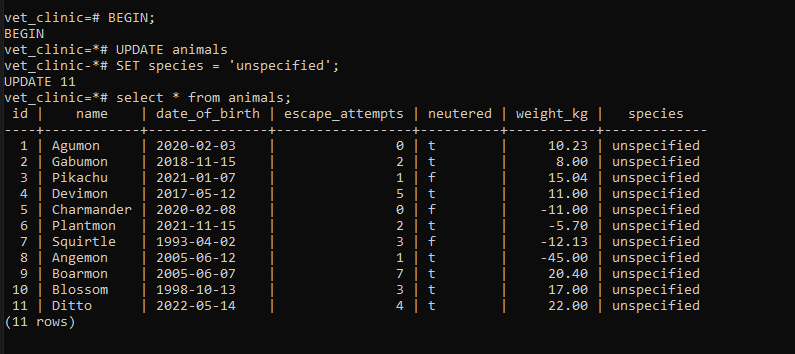 vet_clinic=# BEGIN;
BEGIN
vet_clinic=*# UPDATE animals
vet_clinic-*# SET species = 'unspecified';
UPDATE 11
vet_clinic=*# select * from animals;
 id |    name    | date_of_birth | escape_attempts | neutered | weight_kg |   species
----+------------+---------------+-----------------+----------+-----------+-------------
  1 | Agumon     | 2020-02-03    |               0 | t        |     10.23 | unspecified
  2 | Gabumon    | 2018-11-15    |               2 | t        |      8.00 | unspecified
  3 | Pikachu    | 2021-01-07    |               1 | f        |     15.04 | unspecified
  4 | Devimon    | 2017-05-12    |               5 | t        |     11.00 | unspecified
  5 | Charmander | 2020-02-08    |               0 | f        |    -11.00 | unspecified
  6 | Plantmon   | 2021-11-15    |               2 | t        |     -5.70 | unspecified
  7 | Squirtle   | 1993-04-02    |               3 | f        |    -12.13 | unspecified
  8 | Angemon    | 2005-06-12    |               1 | t        |    -45.00 | unspecified
  9 | Boarmon    | 2005-06-07    |               7 | t        |     20.40 | unspecified
 10 | Blossom    | 1998-10-13    |               3 | t        |     17.00 | unspecified
 11 | Ditto      | 2022-05-14    |               4 | t        |     22.00 | unspecified
(11 rows)